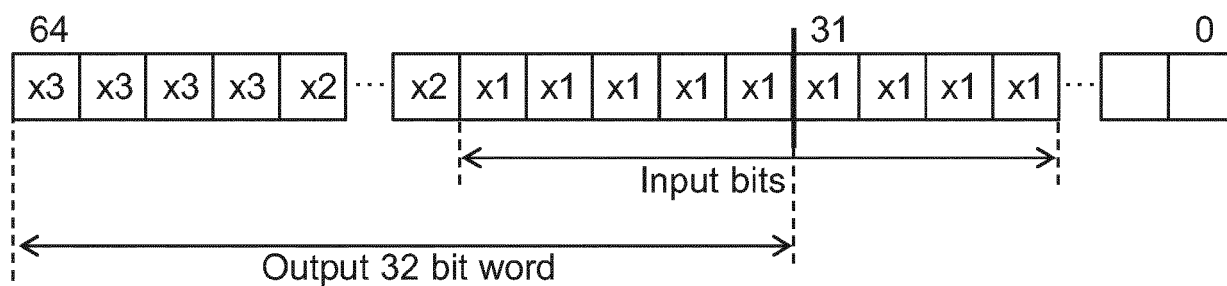 64 31 0
x3 x3 x3 x3 x2 ... x2 x1 x1 x1 x1 x1 x1 x1 x1 x1 ...
Input bits
Output 32 bit word